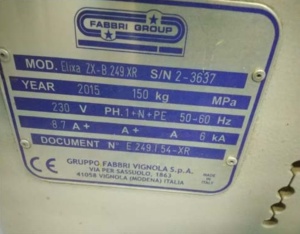 FABBRI GROUP
MOD. Elixa ZX-B.249.XR S/N 2-3637
YEAR 2015 150 kg MPa
230 V PH.1+N+PE 50-60 Hz
8.7 A+ A+ A 6 kA
DOCUMENT N° E 249.I 54-XR
GRUPPO FABBRI VIGNOLA S.p.A.
VIA PER SASSUOLO, 1863
41058 VIGNOLA (MODENA) ITALIA
CE
MADE
IN
ITALY